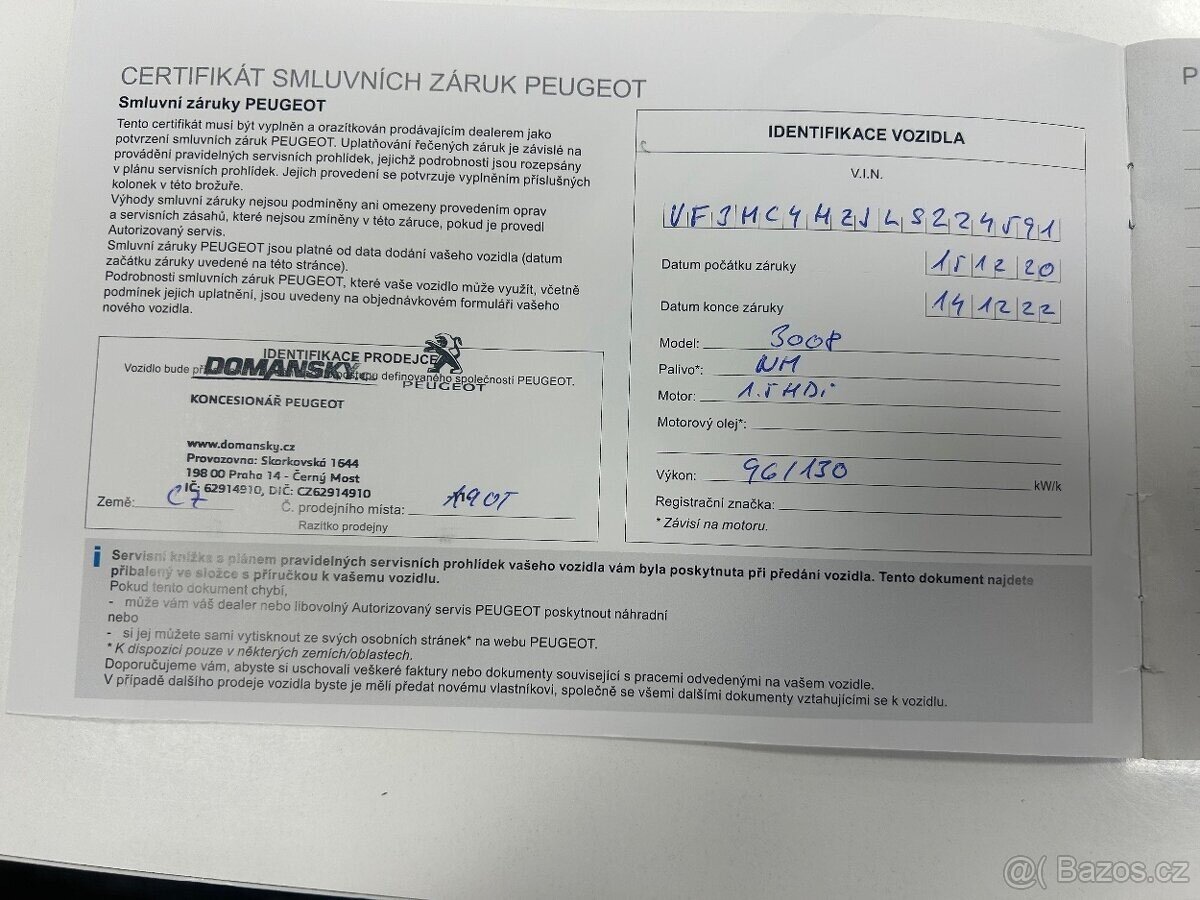 CERTIFIKÁT SMLUVNÍCH ZÁRUK PEUGEOT
Smluvní záruky PEUGEOT
Tento certifikát musí být vyplněn a orazítkován prodávajícím dealerem jako
potvrzení smluvních záruk PEUGEOT. Uplatňování řečených záruk je závislé na
provádění pravidelných servisních prohlídek, jejichž podrobnosti jsou rozepsány
v plánu servisních prohlídek. Jejich provedení se potvrzuje vyplněním příslušných
kolonek v této brožuře.
Výhody smluvní záruky nejsou podmíněny ani omezeny provedením oprav
a servisních zásahů, které nejsou zmíněny v této záruce, pokud je provedl
Autorizovaný servis.
Smluvní záruky PEUGEOT jsou platné od data dodání vašeho vozidla (datum
začátku záruky uvedené na této stránce).
Podrobnosti smluvních záruk PEUGEOT, které vaše vozidlo může využít, včetně
podmínek jejich uplatnění, jsou uvedeny na objednávkovém formuláři vašeho
nového vozidla.
IDENTIFIKACE PRODEJCE
Vozidlo bude definovaného společností PEUGEOT.
DOMANSKY
PEUGEOT
KONCESIONÁŘ PEUGEOT
www.domansky.cz
Provozovna: Skorkovská 1644
198 00 Praha 14 - Černý Most
IČ: 62914910, DIČ: CZ62914910
Země: CZ Č. prodejního místa: A90T
Razítko prodejny
IDENTIFIKACE VOZIDLA
V.I.N.
VF3MC4HZJLS224591
Datum počátku záruky 15 12 20
Datum konce záruky 14 12 22
Model: 3008
Palivo*: NM
Motor: 1.5 HDi
Motorový olej*:
Výkon: 96/130 kW/k
Registrační značka:
* Závisí na motoru.
i Servisní knížka s plánem pravidelných servisních prohlídek vašeho vozidla vám byla poskytnuta při předání vozidla. Tento dokument najdete
přibalený ve složce s příručkou k vašemu vozidlu.
Pokud tento dokument chybí,
- může vám váš dealer nebo libovolný Autorizovaný servis PEUGEOT poskytnout náhradní
nebo
- si jej můžete sami vytisknout ze svých osobních stránek* na webu PEUGEOT.
* K dispozici pouze v některých zemích/oblastech.
Doporučujeme vám, abyste si uschovali veškeré faktury nebo dokumenty související s pracemi odvedenými na vašem vozidle.
V případě dalšího prodeje vozidla byste je měli předat novému vlastníkovi, společně se všemi dalšími dokumenty vztahujícími se k vozidlu.
P
@( Bazos.cz